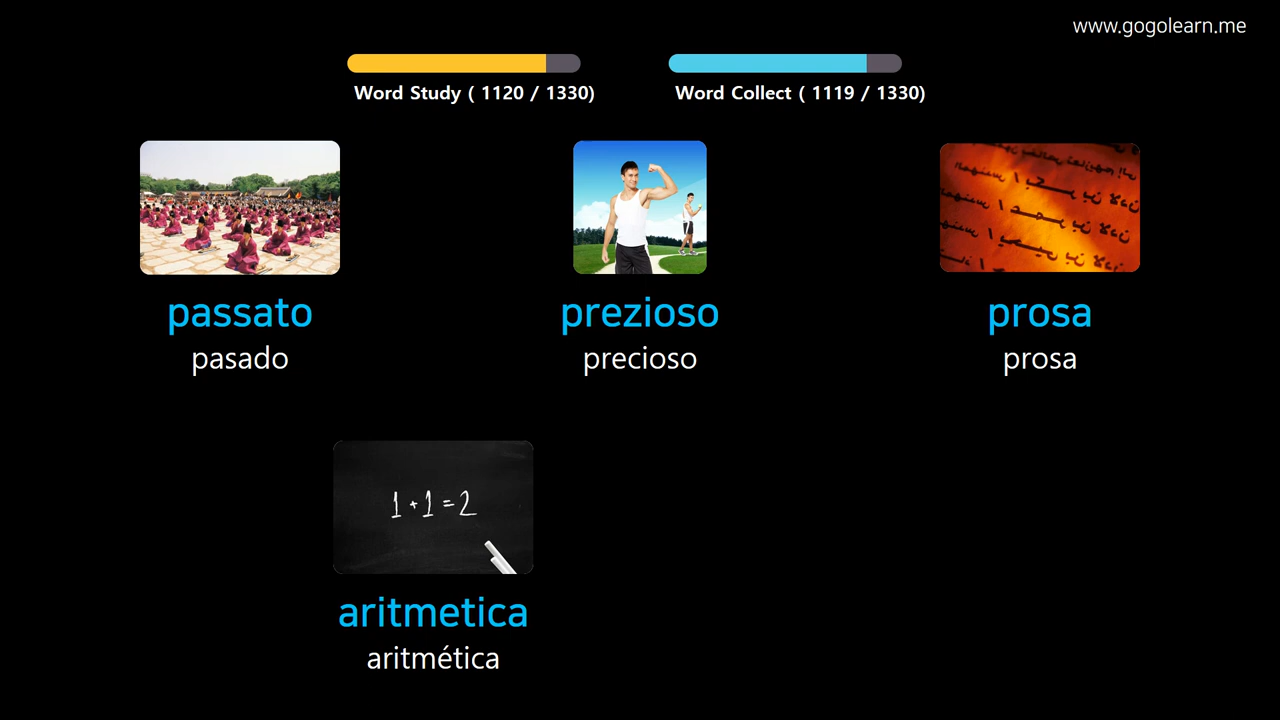 www.gogolearn.me
Word Study ( 1120 / 1330)
Word Collect ( 1119 / 1330)
passato
pasado
prezioso
precioso
prosa
prosa
1+1=2
aritmetica
aritmética